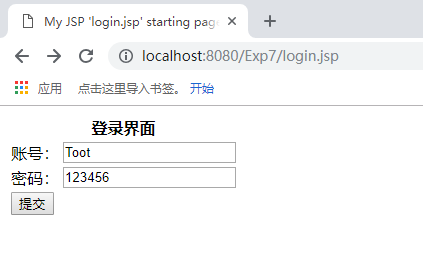 My JSP 'login.jsp' starting pag
localhost:8080/Exp7/login.jsp
应用 点击这里导入书签。 开始
登录界面
账号： Toot
密码： 123456
提交